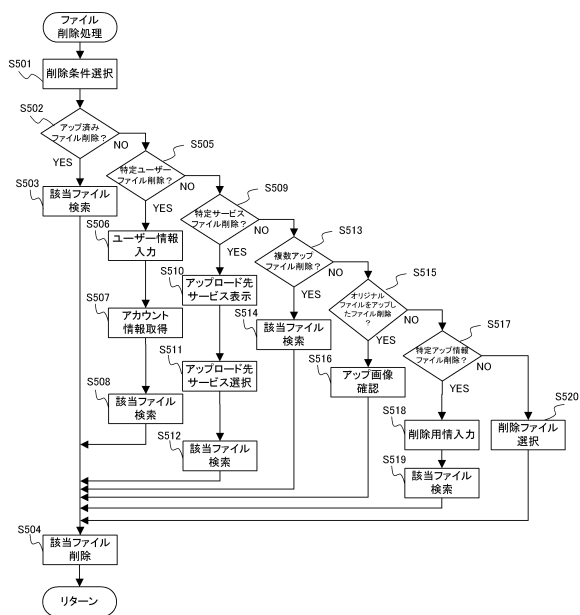 ファイル
削除処理
S501
削除条件選択
S502
アップ済み
ファイル削除？
NO
YES
S505
特定ユーザー
ファイル削除？
NO
YES
S503
該当ファイル
検索
S509
特定サービス
ファイル削除？
NO
YES
S506
ユーザー情報
入力
S513
複数アップ
ファイル削除？
NO
YES
S510
アップロード先
サービス表示
S515
オリジナル
ファイルをアップした
ファイル削除
？
NO
YES
S507
アカウント
情報取得
S514
該当ファイル
検索
S517
特定アップ情報
ファイル削除？
NO
YES
S511
アップロード先
サービス選択
S516
アップ画像
確認
S508
該当ファイル
検索
S518
削除用情入力
S520
削除ファイル
選択
S512
該当ファイル
検索
S519
該当ファイル
検索
S504
該当ファイル
削除
リターン